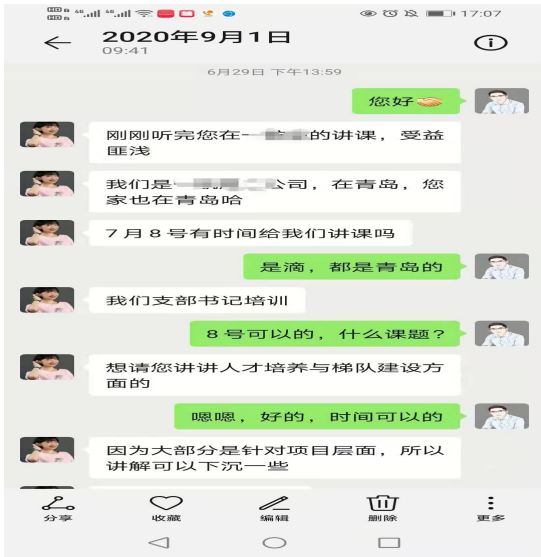 17:07
2020年9月1日
09:41
6月29日 下午13:59
您好
刚刚听完您在一 的讲课，受益
匪浅
我们是一 公司，在青岛，您
家也在青岛哈
7月8号有时间给我们讲课吗
是滴，都是青岛的
我们支部书记培训
8号可以的，什么课题？
想请您讲讲人才培养与梯队建设方
面的
嗯嗯，好的，时间可以的
因为大部分是针对项目层面，所以
讲解可以下沉一些
分享 收藏 编辑 删除 更多